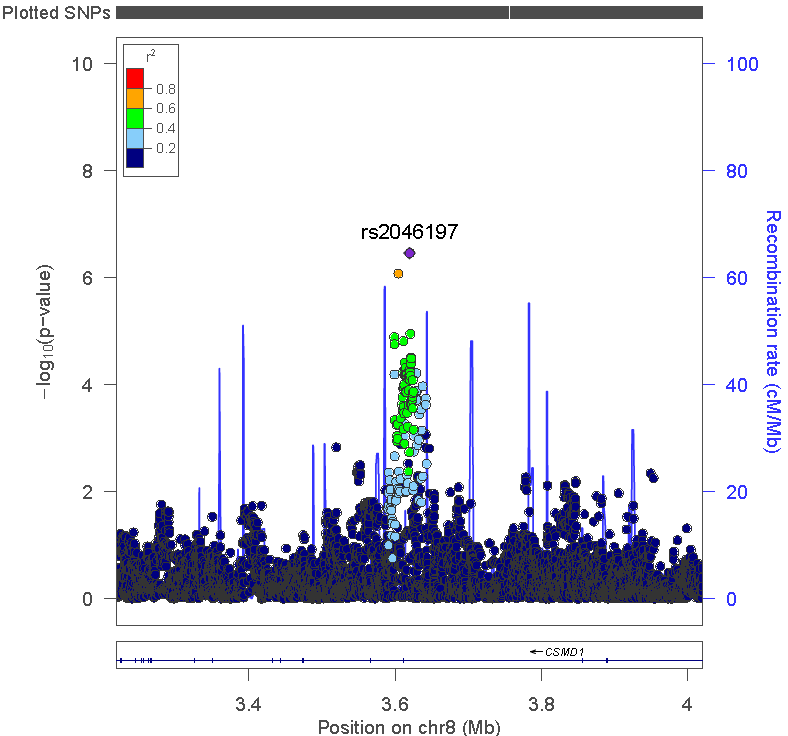 Plotted SNPs
r²
0.8
0.6
0.4
0.2
rs2046197
10
8
6
4
2
0
−log₁₀(p−value)
100
80
60
40
20
0
Recombination rate (cM/Mb)
←CSMD1
3.4
3.6
3.8
4
Position on chr8 (Mb)